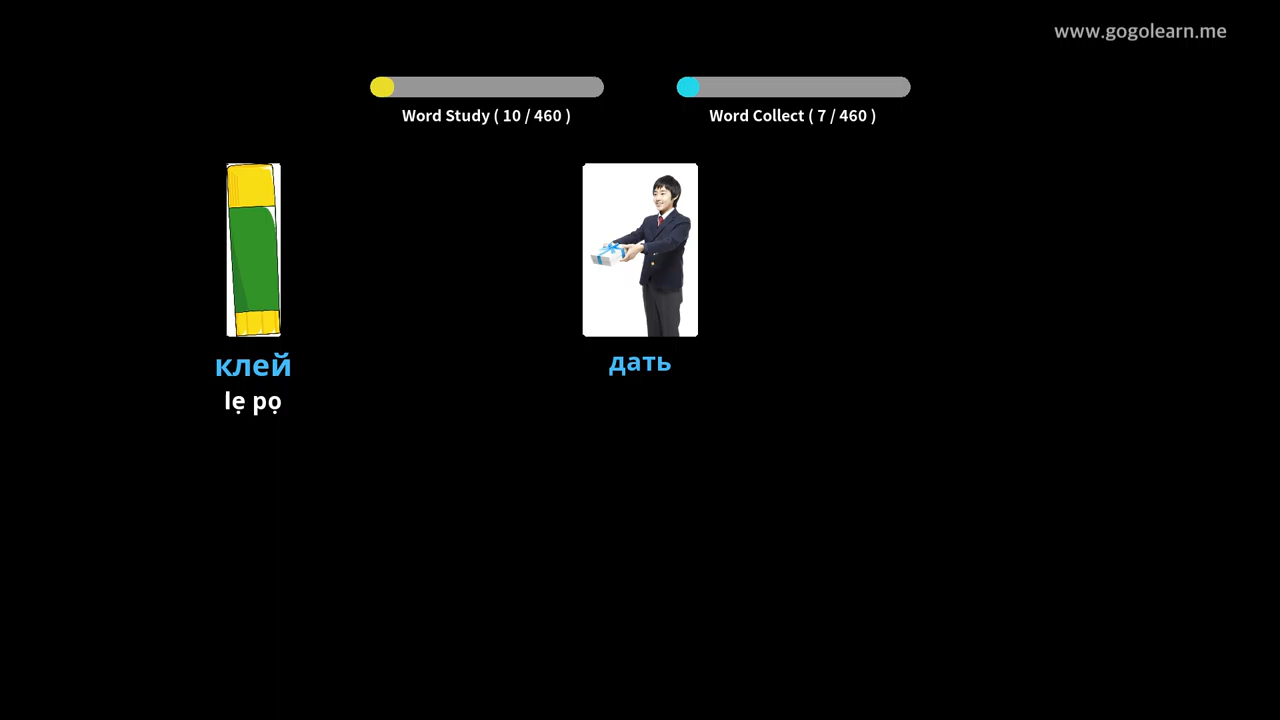 www.gogolearn.me
Word Study ( 10 / 460 )
Word Collect ( 7 / 460 )
клей
lẹ pọ
дать